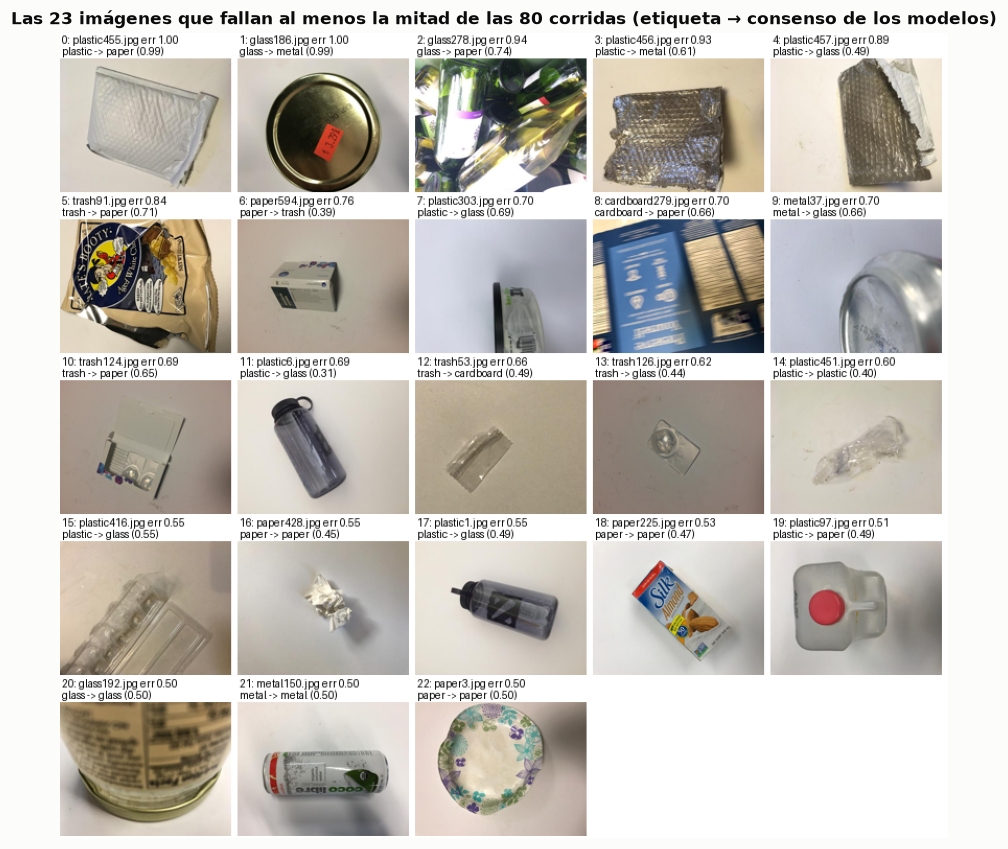 Las 23 imágenes que fallan al menos la mitad de las 80 corridas (etiqueta → consenso de los modelos)
0: plastic455.jpg err 1.00
plastic -> paper (0.99)
1: glass186.jpg err 1.00
glass -> metal (0.99)
2: glass278.jpg err 0.94
glass -> paper (0.74)
3: plastic456.jpg err 0.93
plastic -> metal (0.61)
4: plastic457.jpg err 0.89
plastic -> glass (0.49)
5: trash91.jpg err 0.84
trash -> paper (0.71)
6: paper594.jpg err 0.76
paper -> trash (0.39)
7: plastic303.jpg err 0.70
plastic -> glass (0.69)
8: cardboard279.jpg err 0.70
cardboard -> paper (0.66)
9: metal37.jpg err 0.70
metal -> glass (0.66)
10: trash124.jpg err 0.69
trash -> paper (0.65)
11: plastic6.jpg err 0.69
plastic -> glass (0.31)
12: trash53.jpg err 0.66
trash -> cardboard (0.49)
13: trash126.jpg err 0.62
trash -> glass (0.44)
14: plastic451.jpg err 0.60
plastic -> plastic (0.40)
15: plastic416.jpg err 0.55
plastic -> glass (0.55)
16: paper428.jpg err 0.55
paper -> paper (0.45)
17: plastic1.jpg err 0.55
plastic -> glass (0.49)
18: paper225.jpg err 0.53
paper -> paper (0.47)
Silk
Almond
19: plastic97.jpg err 0.51
plastic -> paper (0.49)
20: glass192.jpg err 0.50
glass -> glass (0.50)
21: metal150.jpg err 0.50
metal -> metal (0.50)
coco libre
22: paper3.jpg err 0.50
paper -> paper (0.50)